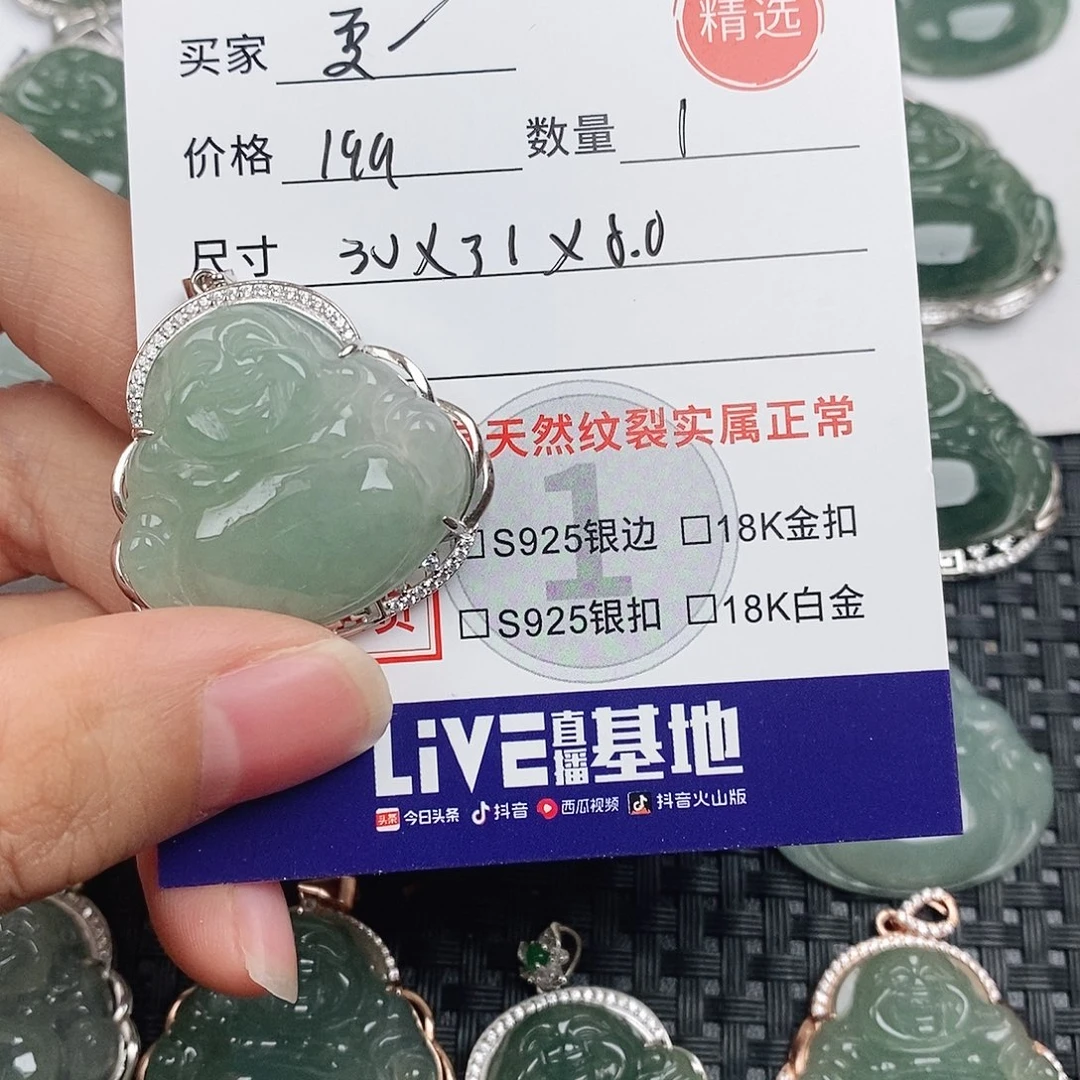 精选
买家
价格 199 数量 1
尺寸 30X31X8.0
天然纹裂实属正常
1
□S925银边 □18K金扣
□S925银扣 □18K白金
LiVE直播基地
头条 今日头条 抖音 西瓜视频 抖音火山版